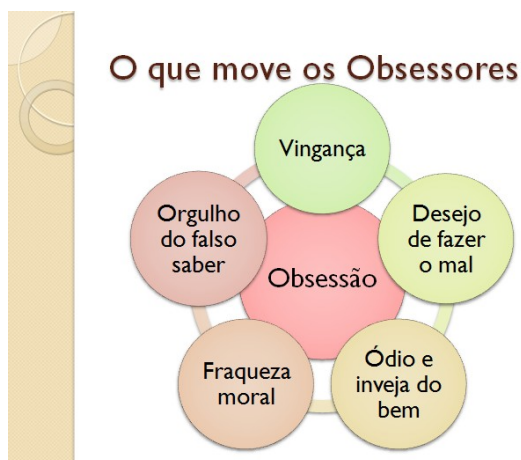 O que move os Obsessores
Vingança
Desejo
de fazer
o mal
Ódio e
inveja do
bem
Fraqueza
moral
Orgulho
do falso
saber
Obsessão